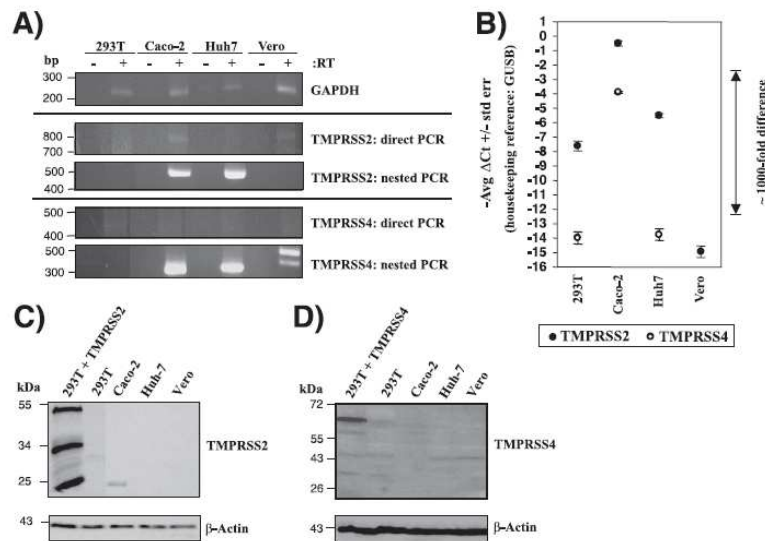 A)
293T Caco-2 Huh7 Vero
bp - + - + - + - + :RT
300
200
GAPDH
800
700
TMPRSS2: direct PCR
500
400
TMPRSS2: nested PCR
500
400
TMPRSS4: direct PCR
500
300
TMPRSS4: nested PCR
B)
-Avg ΔCt +/- std err
(housekeeping reference: GUSB)
1
0
-1
-2
-3
-4
-5
-6
-7
-8
-9
-10
-11
-12
-13
-14
-15
-16
293T
Caco-2
Huh7
Vero
~ 1000-fold difference
● TMPRSS2 ○ TMPRSS4
C)
293T + TMPRSS2
293T
Caco-2
Huh-7
Vero
kDa
55
34
25
TMPRSS2
43
β-Actin
D)
293T + TMPRSS4
293T
Caco-2
Huh-7
Vero
kDa
72
55
43
26
TMPRSS4
43
β-Actin